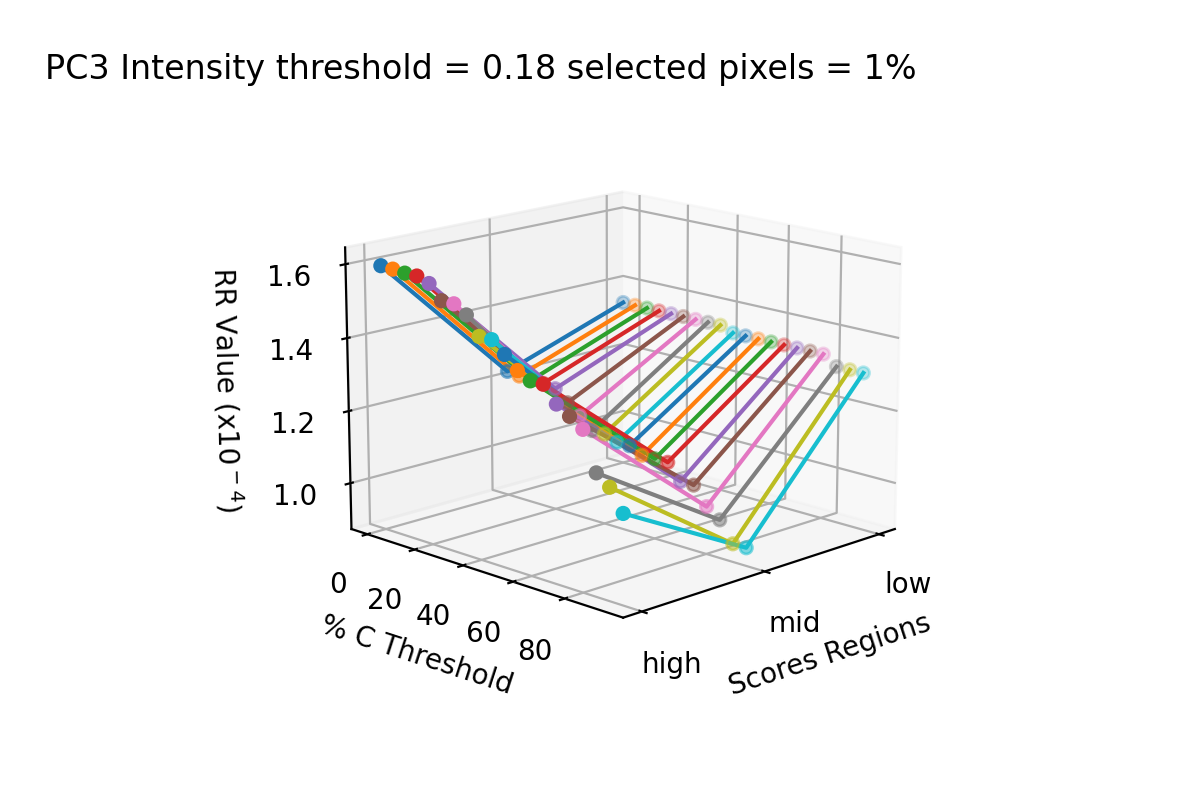 PC3 Intensity threshold = 0.18 selected pixels = 1%
RR Value (x10⁻⁴)
1.6
1.4
1.2
1.0
0
20
40
60
80
% C Threshold
high
mid
low
Scores Regions